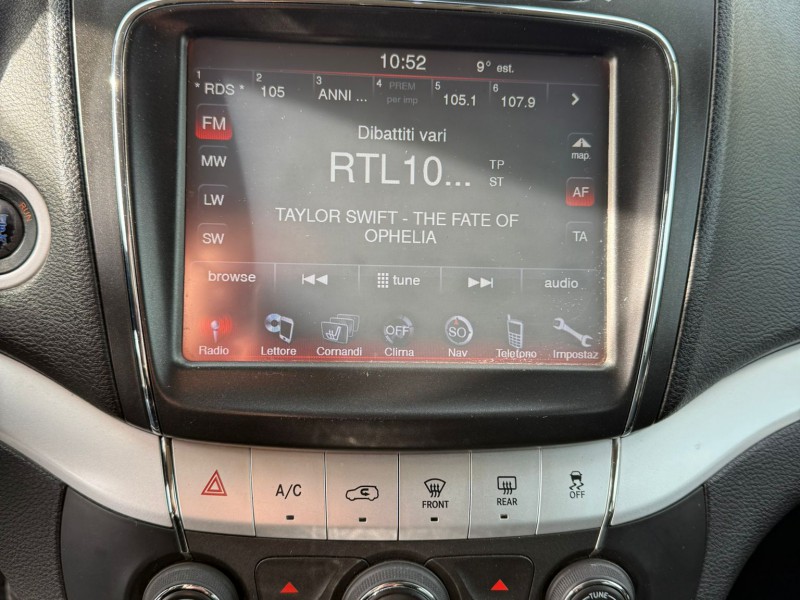 10:52 9° est.
1 * RDS * 2 105 3 ANNI ... 4 PREM per imp 5 105.1 6 107.9 >
FM Dibattiti vari map.
MW RTL10... TP AF
ST
LW TAYLOR SWIFT - THE FATE OF
OPHELIA TA
SW
browse tune audio
OFF SO
Radio Lettore Comandi Clima Nav Telefono Impostaz
RUN
A/C FRONT REAR OFF
TUNE